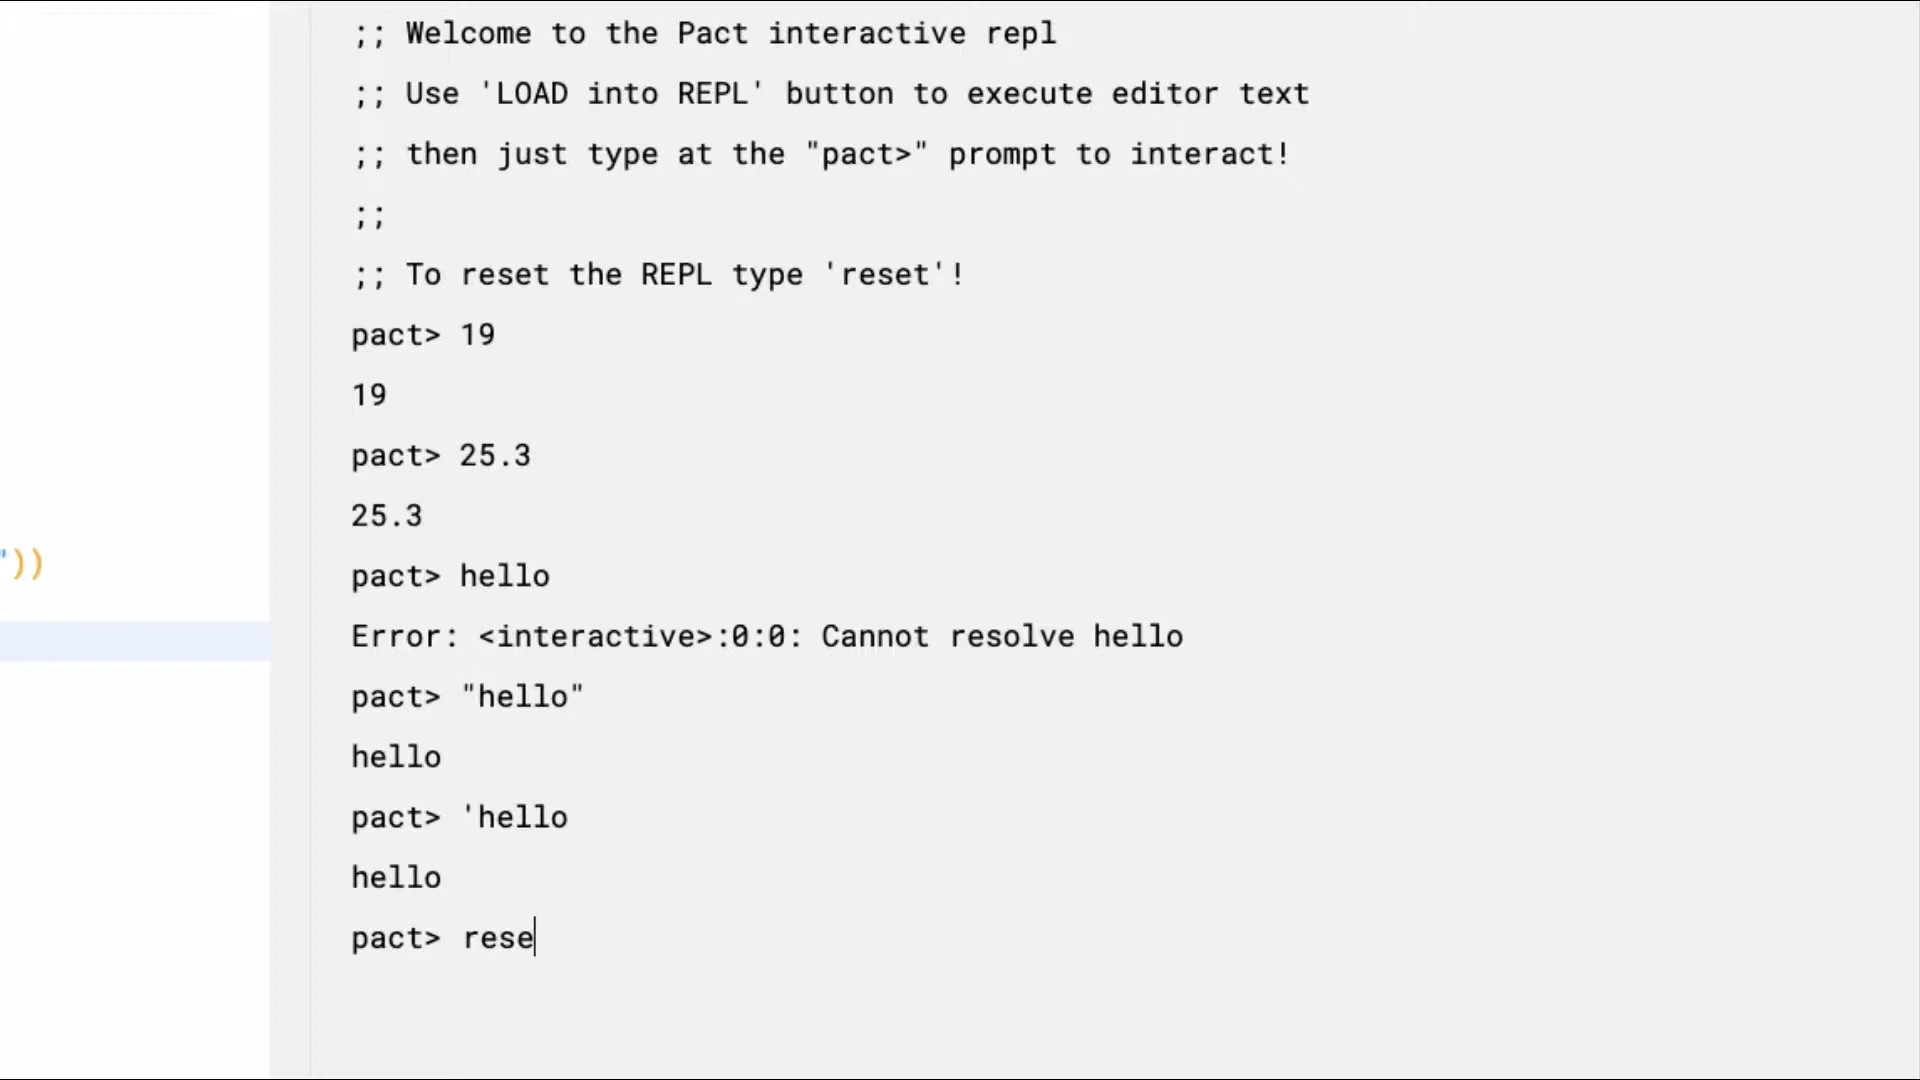 ;; Welcome to the Pact interactive repl
;; Use 'LOAD into REPL' button to execute editor text
;; then just type at the "pact>" prompt to interact!
;;
;; To reset the REPL type 'reset'!
pact> 19
19
pact> 25.3
25.3
"))
pact> hello
Error: <interactive>:0:0: Cannot resolve hello
pact> "hello"
hello
pact> 'hello
hello
pact> rese